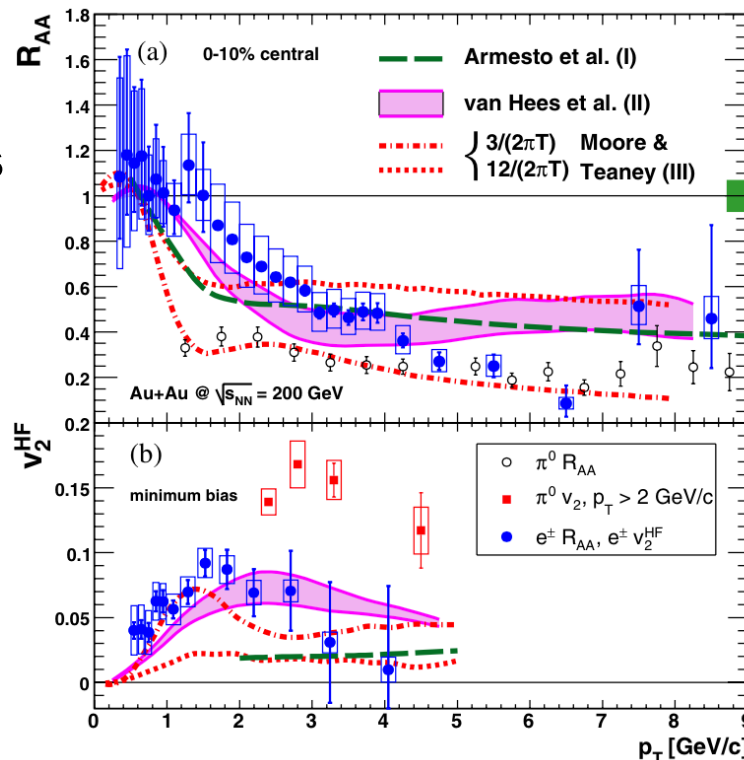 R_AA
1.8
1.6
1.4
1.2
1.0
0.8
0.6
0.4
0.2
(a)
0-10% central
Armesto et al. (I)
van Hees et al. (II)
3/(2πT) Moore &
12/(2πT) Teaney (III)
Au+Au @ √s_NN = 200 GeV
v_2^HF
0.2
0.15
0.1
0.05
0
(b)
minimum bias
π⁰ R_AA
π⁰ v_2, p_T > 2 GeV/c
e± R_AA, e± v_2^HF
0 1 2 3 4 5 6 7 8 9
p_T [GeV/c]